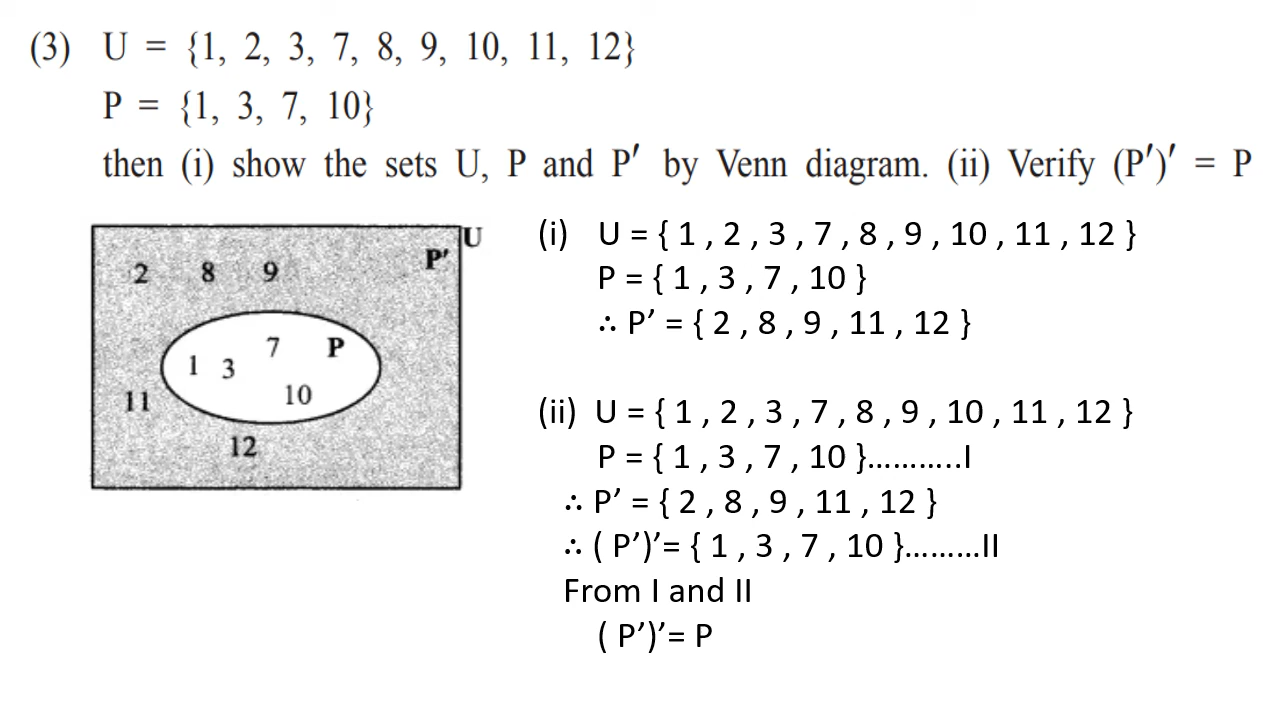 (3) U = {1, 2, 3, 7, 8, 9, 10, 11, 12}
P = {1, 3, 7, 10}
then (i) show the sets U, P and P′ by Venn diagram. (ii) Verify (P′)′ = P
U
P′
2 8 9
7 P
1 3
10
11
12
(i) U = { 1 , 2 , 3 , 7 , 8 , 9 , 10 , 11 , 12 }
P = { 1 , 3 , 7 , 10 }
∴ P’ = { 2 , 8 , 9 , 11 , 12 }
(ii) U = { 1 , 2 , 3 , 7 , 8 , 9 , 10 , 11 , 12 }
P = { 1 , 3 , 7 , 10 }………..I
∴ P’ = { 2 , 8 , 9 , 11 , 12 }
∴ ( P’)’= { 1 , 3 , 7 , 10 }………II
From I and II
( P’)’= P